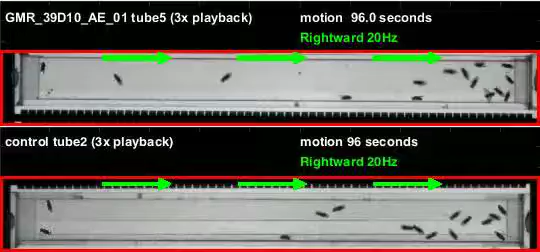 GMR_39D10_AE_01 tube5 (3x playback)
motion  96.0 seconds
Rightward 20Hz
control tube2 (3x playback)
motion 96 seconds
Rightward 20Hz